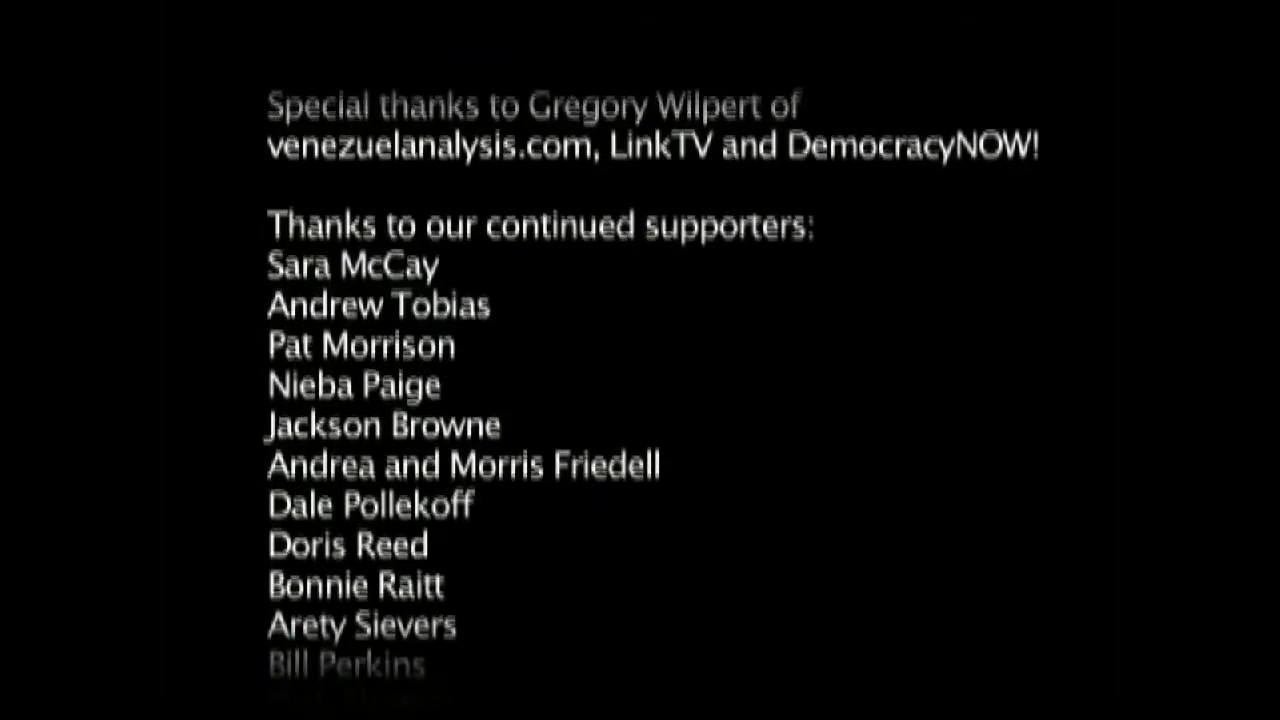 Special thanks to Gregory Wilpert of
venezuelanalysis.com, LinkTV and DemocracyNOW!
Thanks to our continued supporters:
Sara McCay
Andrew Tobias
Pat Morrison
Nieba Paige
Jackson Browne
Andrea and Morris Friedell
Dale Pollekoff
Doris Reed
Bonnie Raitt
Arety Sievers
Bill Perkins